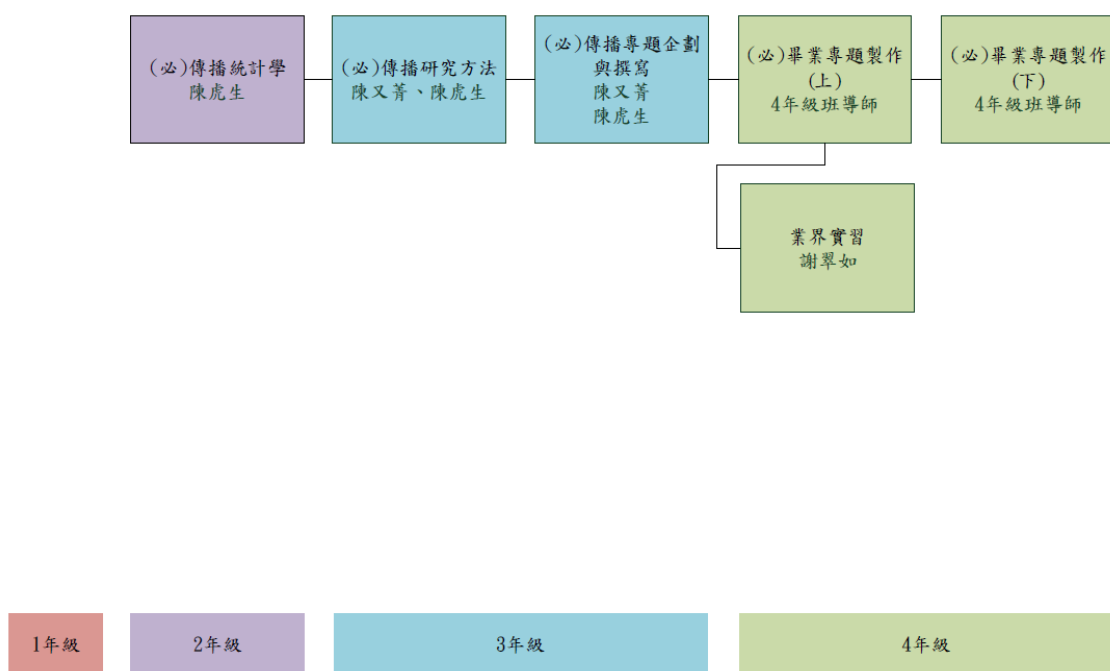 (必)傳播統計學
陳虎生
(必)傳播研究方法
陳又菁、陳虎生
(必)傳播專題企劃
與撰寫
陳又菁
陳虎生
(必)畢業專題製作
(上)
4年級班導師
(必)畢業專題製作
(下)
4年級班導師
業界實習
謝翠如
1年級
2年級
3年級
4年級